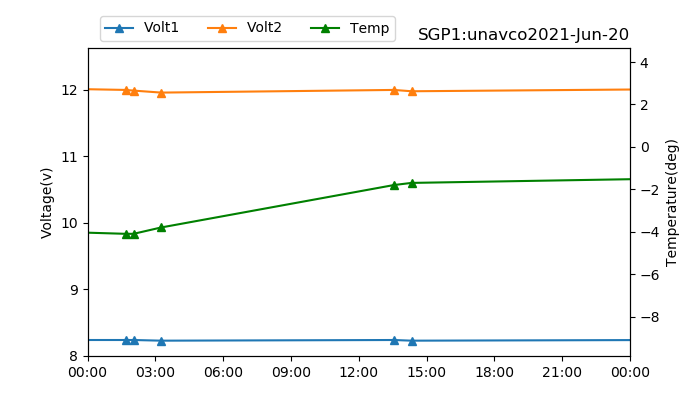 Volt1 Volt2 Temp
SGP1:unavco2021-Jun-20
Voltage(v)
12
11
10
9
8
4
2
0
−2
−4
−6
−8
Temperature(deg)
00:00 03:00 06:00 09:00 12:00 15:00 18:00 21:00 00:00